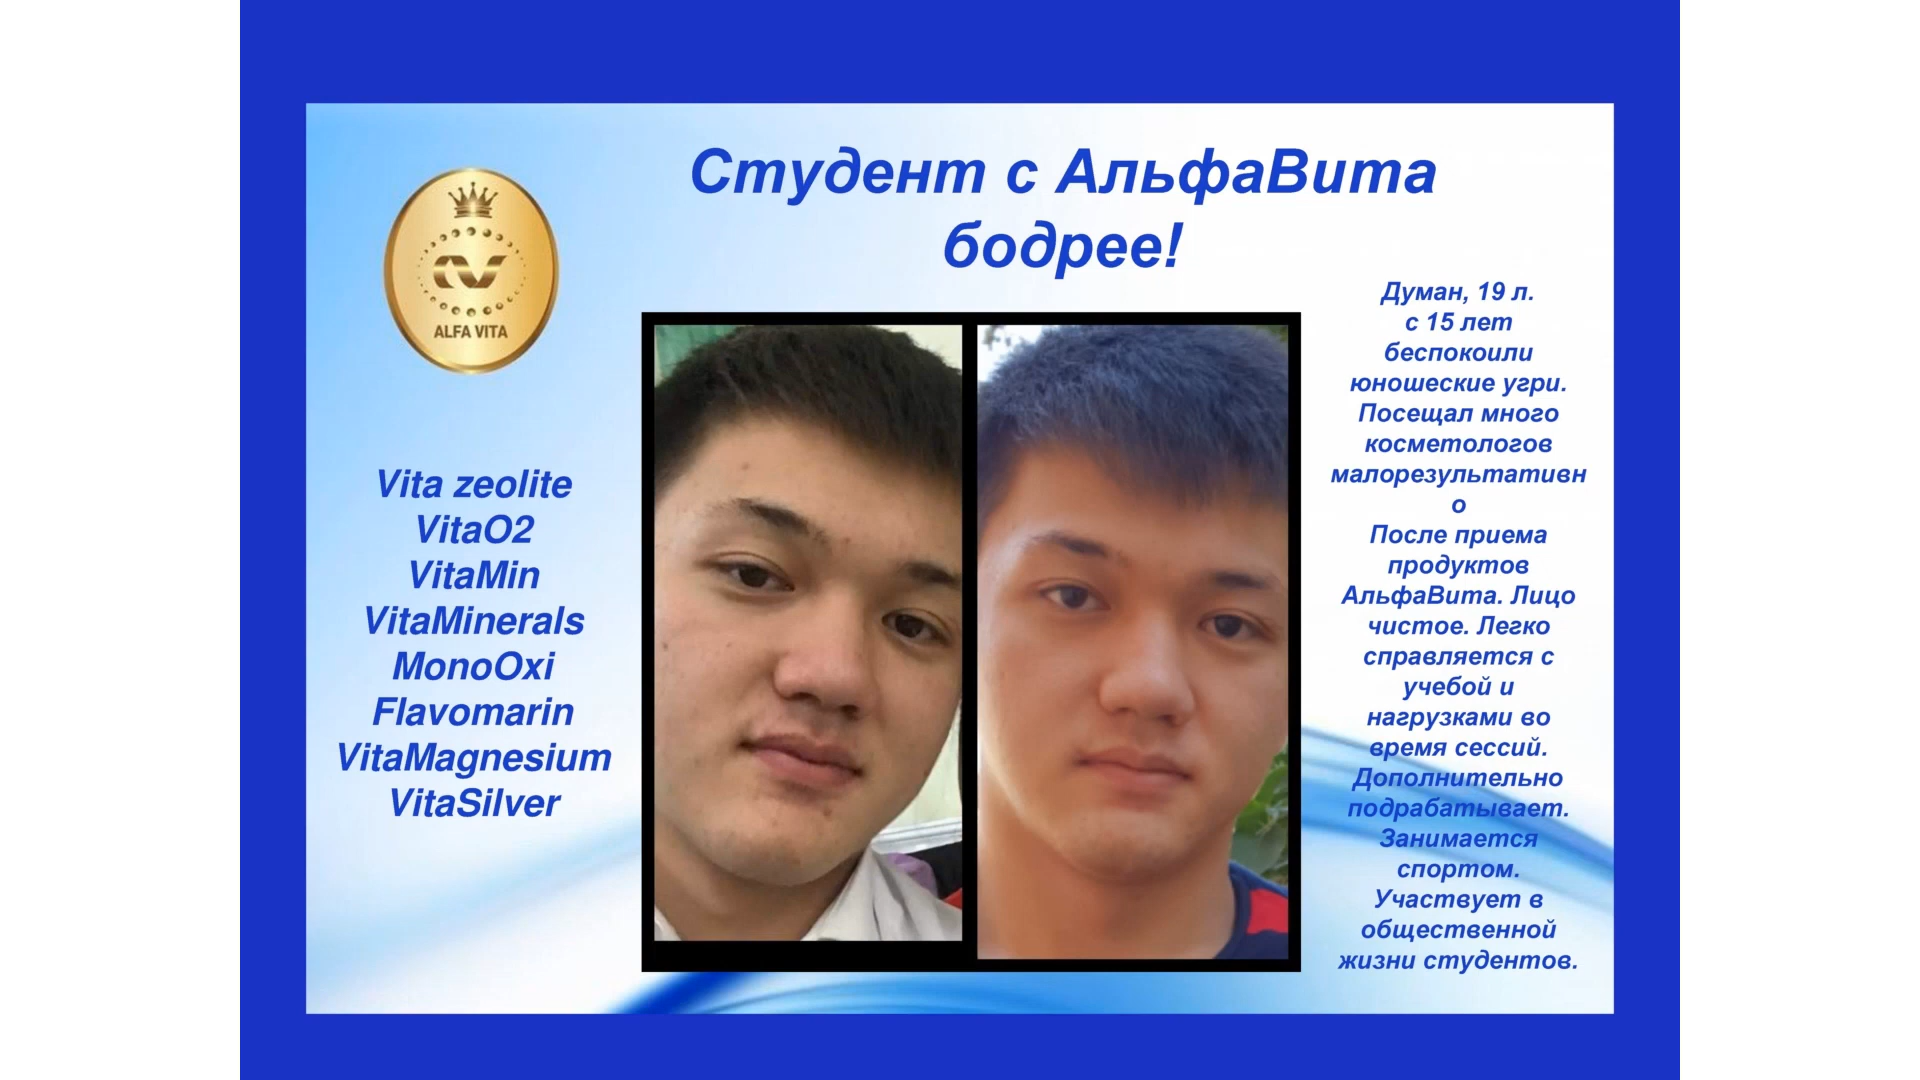 Студент с АльфаВита
бодрее!
ALFA VITA
Vita zeolite
VitaO2
VitaMin
VitaMinerals
MonoOxi
Flavomarin
VitaMagnesium
VitaSilver
Думан, 19 л.
с 15 лет
беспокоили
юношеские угри.
Посещал много
косметологов
малорезультативн
о
После приема
продуктов
АльфаВита. Лицо
чистое. Легко
справляется с
учебой и
нагрузками во
время сессий.
Дополнительно
подрабатывает.
Занимается
спортом.
Участвует в
общественной
жизни студентов.